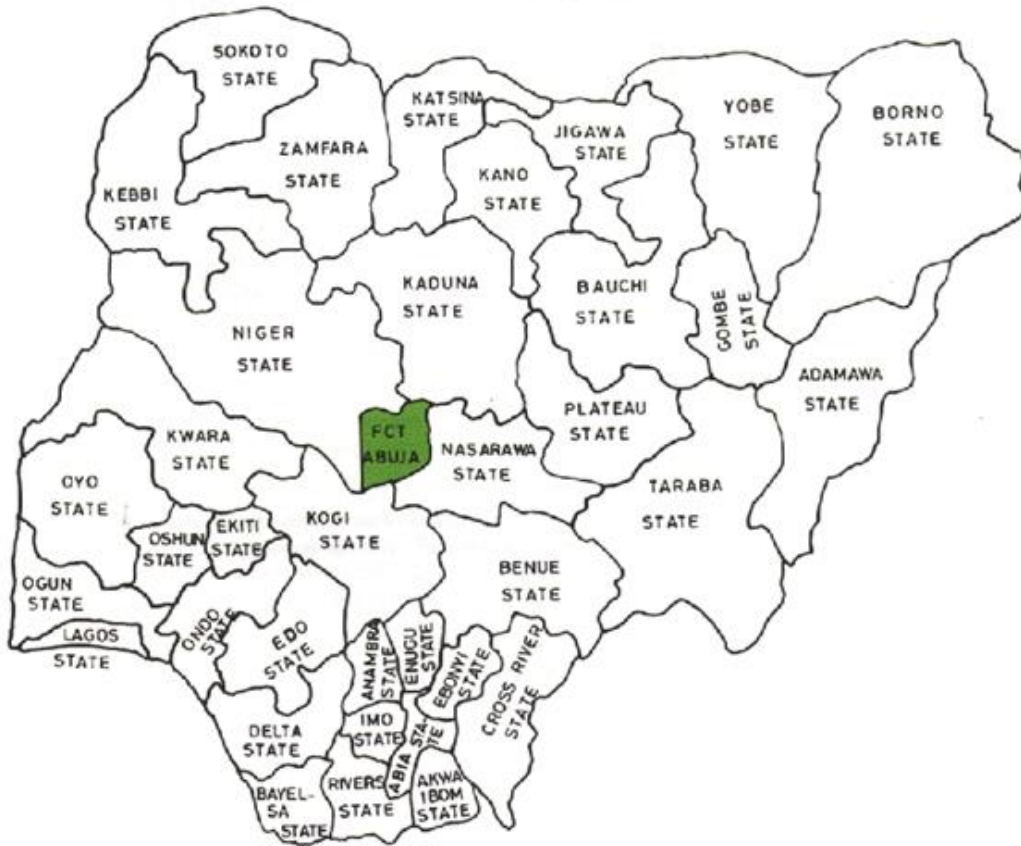 SOKOTO
STATE
KATSINA
STATE
JIGAWA
STATE
YOBE
STATE
BORNO
STATE
ZAMFARA
STATE
KANO
STATE
KEBBI
STATE
KADUNA
STATE
BAUCHI
STATE
GOMBE
STATE
NIGER
STATE
ADAMAWA
STATE
PLATEAU
STATE
FCT
ABUJA
NASARAWA
STATE
KWARA
STATE
OYO
STATE
TARABA
STATE
KOGI
STATE
EKITI
STATE
OSHUN
STATE
BENUE
STATE
OGUN
STATE
LAGOS
STATE
ONDO
STATE
EDO
STATE
ANAMBRA
STATE
ENUGU
STATE
EBONYI
STATE
CROSS RIVER
STATE
DELTA
STATE
IMO
STATE
ABIA STA-
TE
BAYEL-
SA
STATE
RIVERS
STATE
AKWA
IBOM
STATE